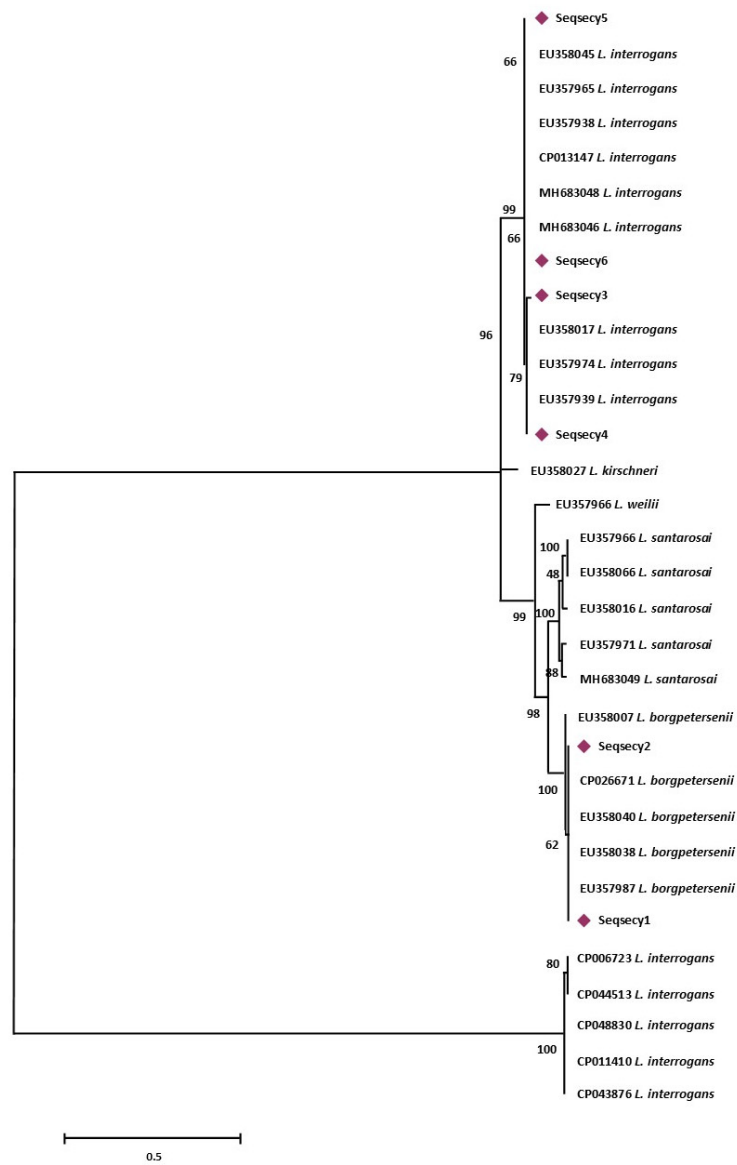 Seqsecy5
EU358045 L. interrogans
66
EU357965 L. interrogans
EU357938 L. interrogans
CP013147 L. interrogans
MH683048 L. interrogans
99
MH683046 L. interrogans
66
Seqsecy6
Seqsecy3
EU358017 L. interrogans
96
EU357974 L. interrogans
79
EU357939 L. interrogans
Seqsecy4
EU358027 L. kirschneri
EU357966 L. weilii
EU357966 L. santarosai
100
EU358066 L. santarosai
48
EU358016 L. santarosai
99
100
EU357971 L. santarosai
88
MH683049 L. santarosai
98
EU358007 L. borgpetersenii
Seqsecy2
CP026671 L. borgpetersenii
100
EU358040 L. borgpetersenii
62
EU358038 L. borgpetersenii
EU357987 L. borgpetersenii
Seqsecy1
80
CP006723 L. interrogans
CP044513 L. interrogans
CP048830 L. interrogans
100
CP011410 L. interrogans
CP043876 L. interrogans
0.5